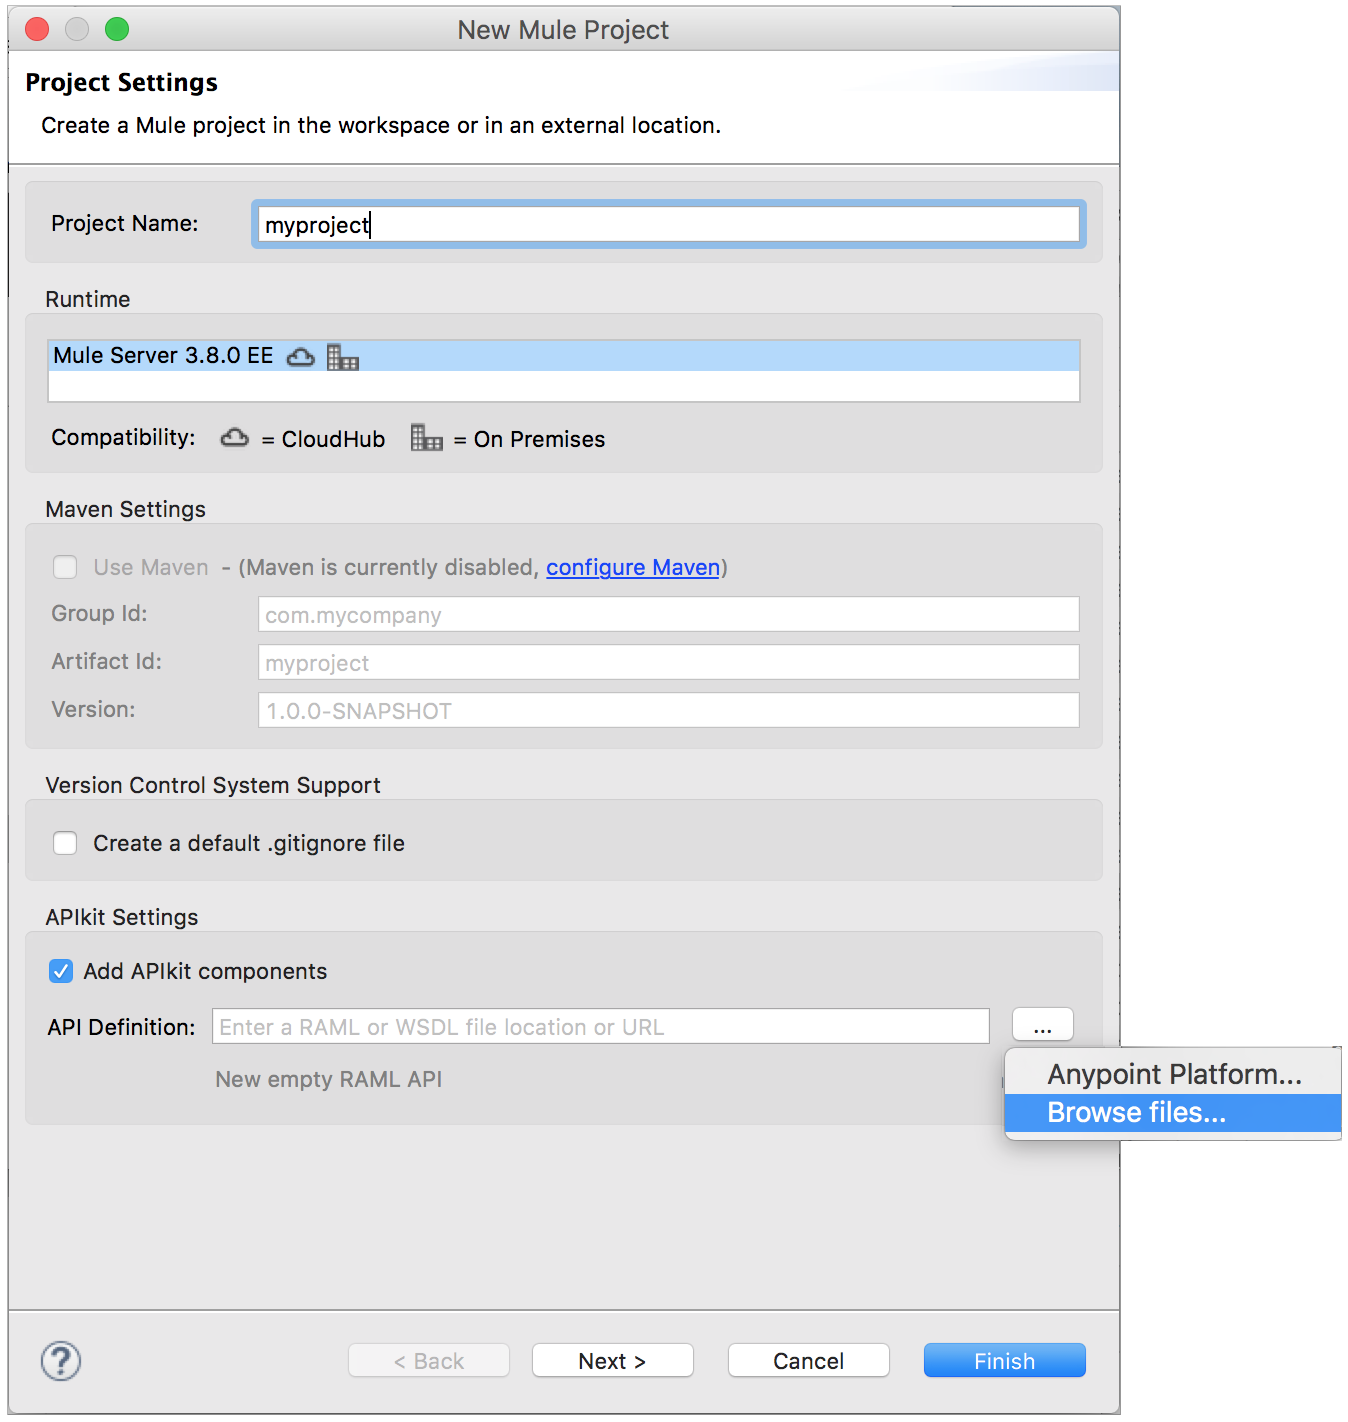 New Mule Project
Project Settings
Create a Mule project in the workspace or in an external location.
Project Name: myproject
Runtime
Mule Server 3.8.0 EE
Compatibility: = CloudHub = On Premises
Maven Settings
Use Maven - (Maven is currently disabled, configure Maven)
Group Id: com.mycompany
Artifact Id: myproject
Version: 1.0.0-SNAPSHOT
Version Control System Support
Create a default .gitignore file
APIkit Settings
Add APIkit components
API Definition: Enter a RAML or WSDL file location or URL ...
New empty RAML API
Anypoint Platform...
Browse files...
? < Back Next > Cancel Finish